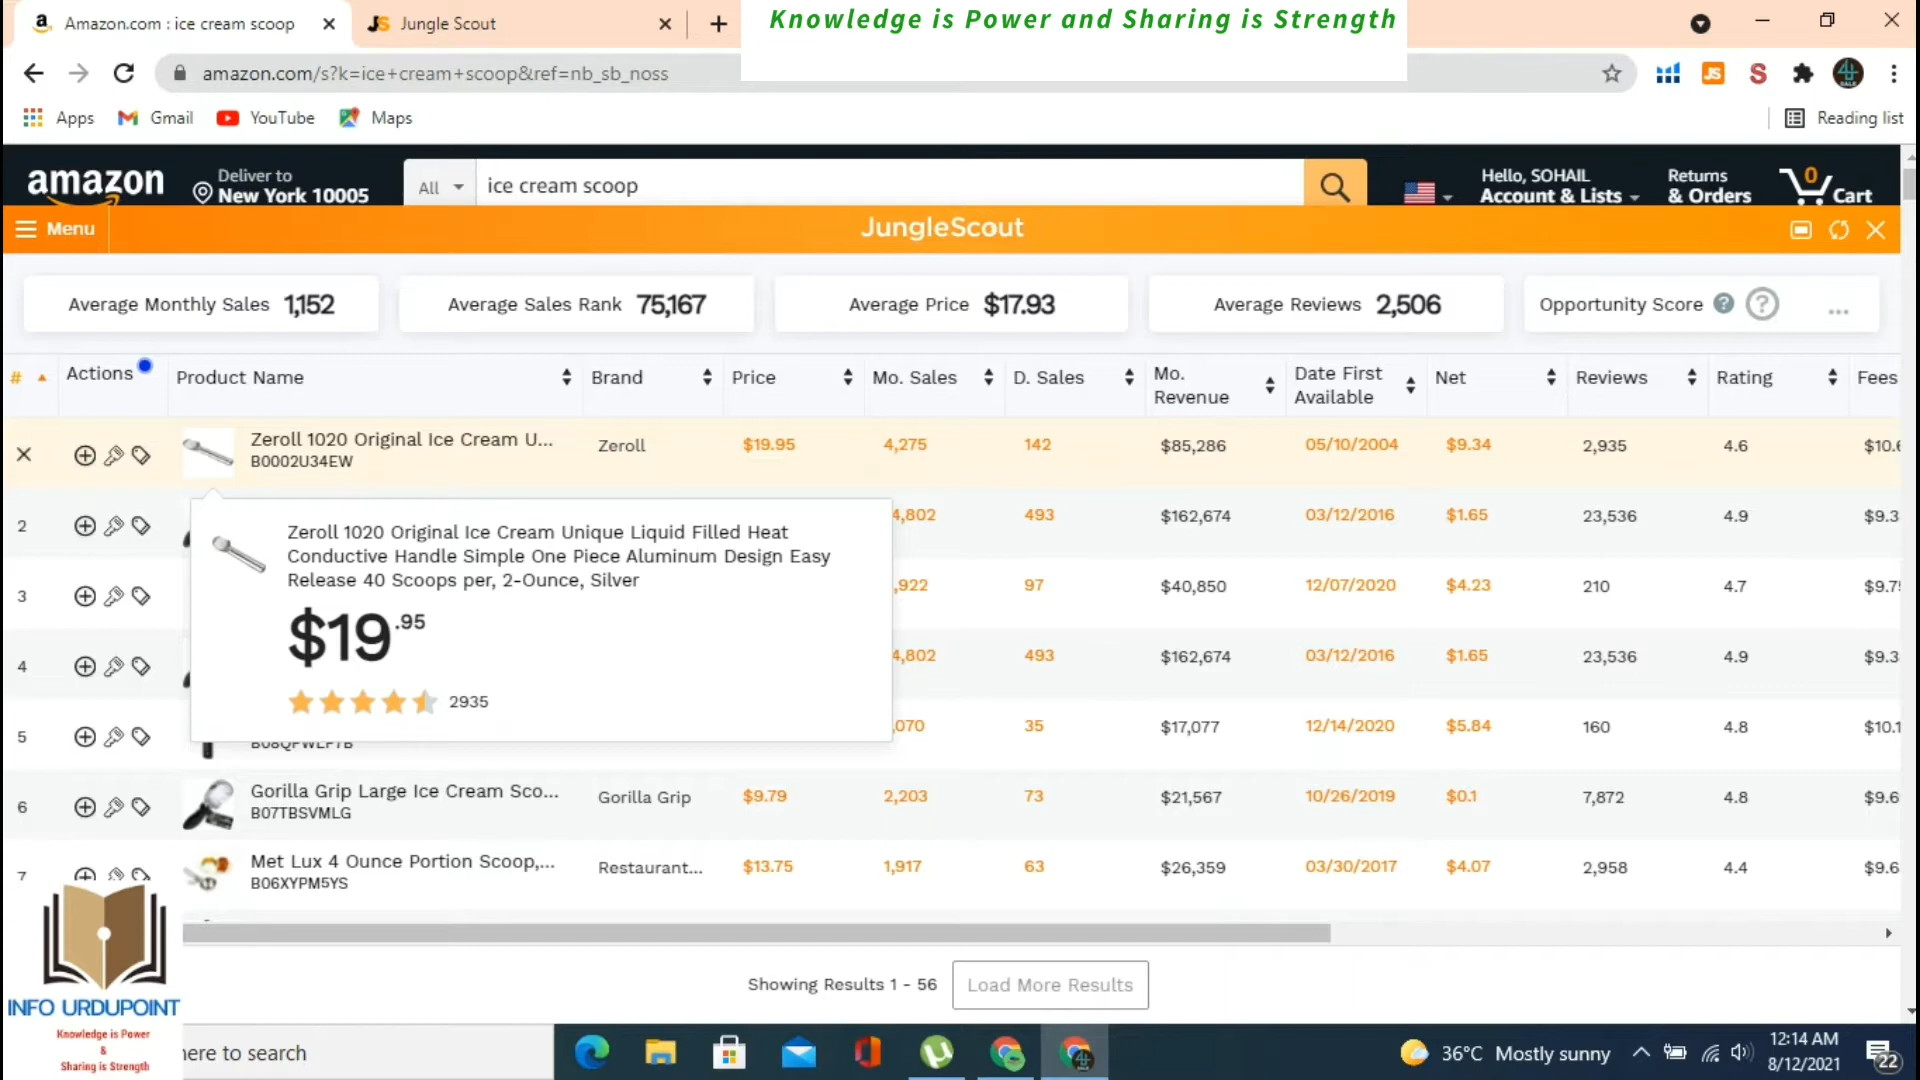 Amazon.com : ice cream scoop
Jungle Scout
Knowledge is Power and Sharing is Strength
amazon.com/s?k=ice+cream+scoop&ref=nb_sb_noss
JS
S
Apps
Gmail
YouTube
Maps
Reading list
amazon
Deliver to
New York 10005
All
ice cream scoop
Hello, SOHAIL
Account & Lists
Returns
& Orders
0
Cart
Menu
JungleScout
Average Monthly Sales 1,152
Average Sales Rank 75,167
Average Price $17.93
Average Reviews 2,506
Opportunity Score ? ? ...
# Actions Product Name Brand Price Mo. Sales D. Sales Mo. Revenue Date First Available Net Reviews Rating Fees
Zeroll 1020 Original Ice Cream U... Zeroll $19.95 4,275 142 $85,286 05/10/2004 $9.34 2,935 4.6
B0002U34EW
2 4,802 493 $162,674 03/12/2016 $1.65 23,536 4.9 $9.3
Zeroll 1020 Original Ice Cream Unique Liquid Filled Heat
Conductive Handle Simple One Piece Aluminum Design Easy
Release 40 Scoops per, 2-Ounce, Silver
$19.95
2935
3 ,922 97 $40,850 12/07/2020 $4.23 210 4.7
4 4,802 493 $162,674 03/12/2016 $1.65 23,536 4.9 $9.3
5 ,070 35 $17,077 12/14/2020 $5.84 160 4.8 $10.1
6 Gorilla Grip Large Ice Cream Sco... Gorilla Grip $9.79 2,203 73 $21,567 10/26/2019 $0.1 7,872 4.8 $9.6
B07TBSVMLG
7 Met Lux 4 Ounce Portion Scoop,... Restaurant... $13.75 1,917 63 $26,359 03/30/2017 $4.07 2,958 4.4 $9.6
B06XYPM5YS
Showing Results 1 - 56
Load More Results
INFO URDUPOINT
Knowledge is Power
&
Sharing is Strength
here to search
36°C Mostly sunny
12:14 AM
8/12/2021
22